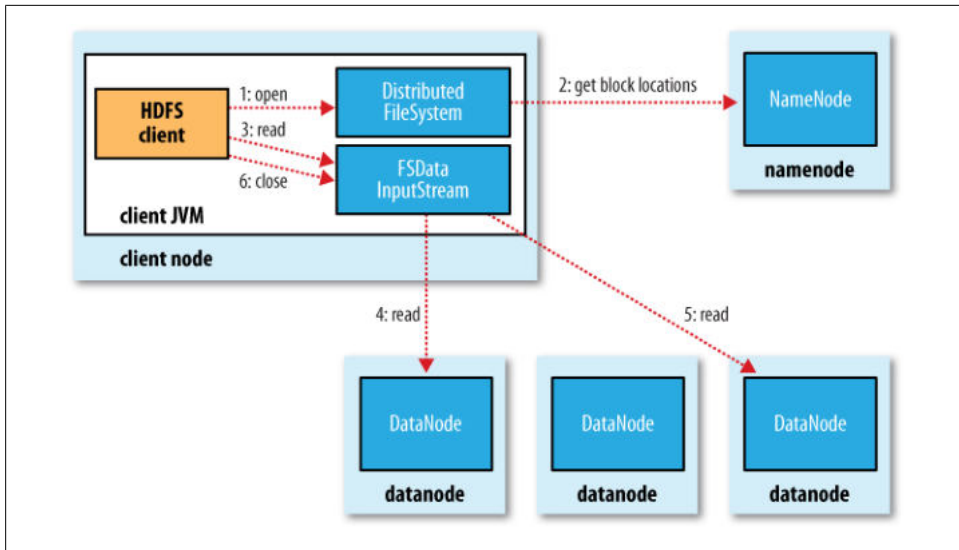 HDFS
client
1: open
3: read
6: close
Distributed
FileSystem
FSData
InputStream
client JVM
client node
2: get block locations
NameNode
namenode
4: read
5: read
DataNode
datanode
DataNode
datanode
DataNode
datanode